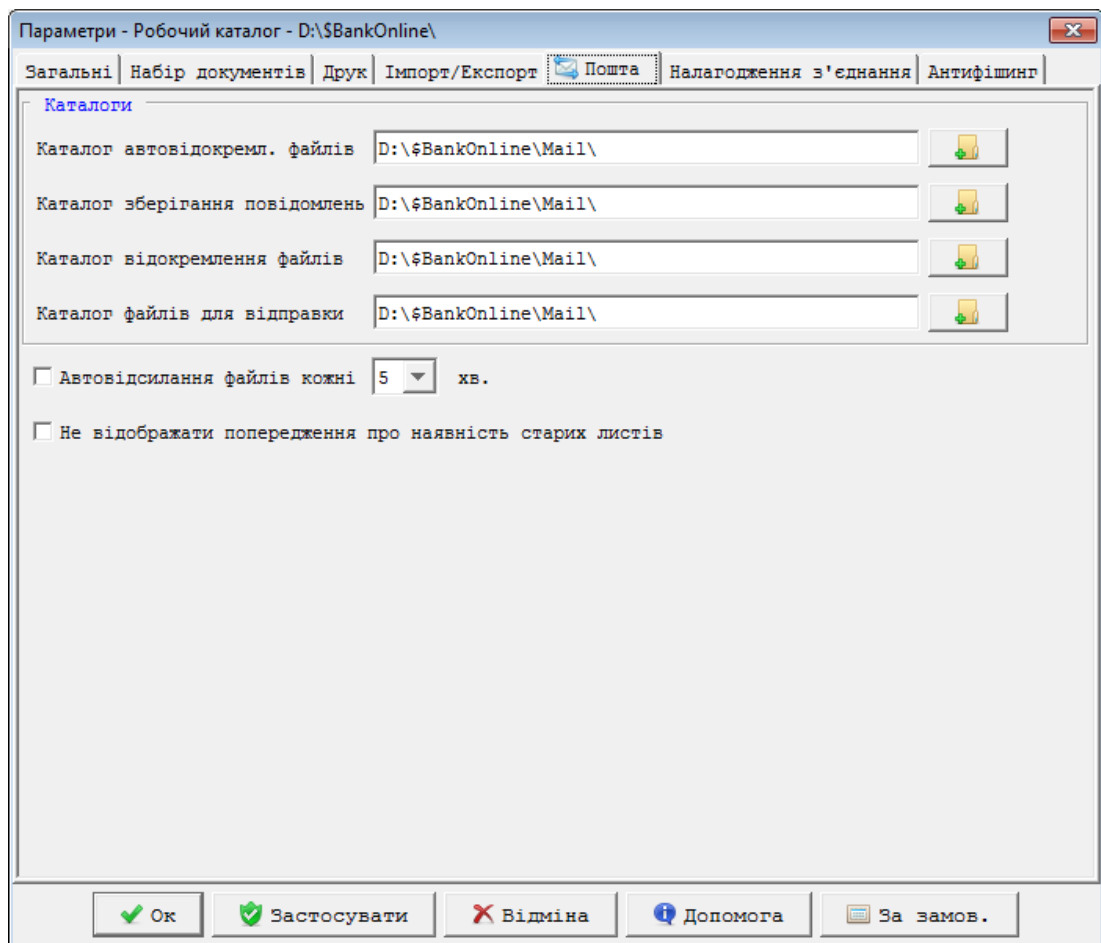 Параметри - Робочий каталог - D:\$BankOnline\
Загальні Набір документів Друк Імпорт/Експорт Пошта Налагодження з'єднання Антифішинг
Каталоги
Каталог автовідокремл. файлів D:\$BankOnline\Mail\
Каталог зберігання повідомлень D:\$BankOnline\Mail\
Каталог відокремлення файлів D:\$BankOnline\Mail\
Каталог файлів для відправки D:\$BankOnline\Mail\
Автовідсилання файлів кожні 5 хв.
Не відображати попередження про наявність старих листів
Ок Застосувати Відміна Допомога За замов.